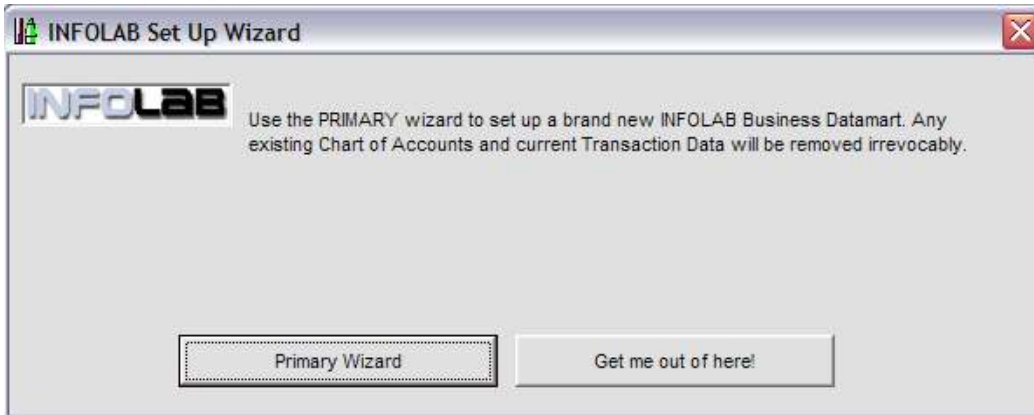 INFOLAB Set Up Wizard
INFOLAB
Use the PRIMARY wizard to set up a brand new INFOLAB Business Datamart. Any
existing Chart of Accounts and current Transaction Data will be removed irrevocably.
Primary Wizard
Get me out of here!